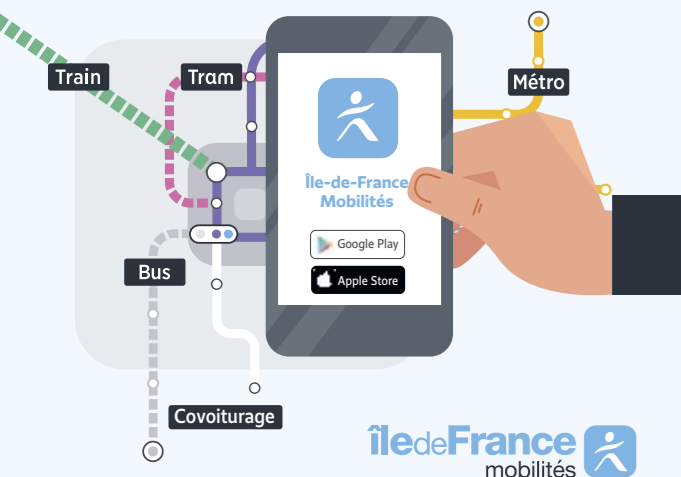 Train
Tram
Métro
Île-de-France
Mobilités
Google Play
Apple Store
Bus
Covoiturage
îledeFrance
mobilités